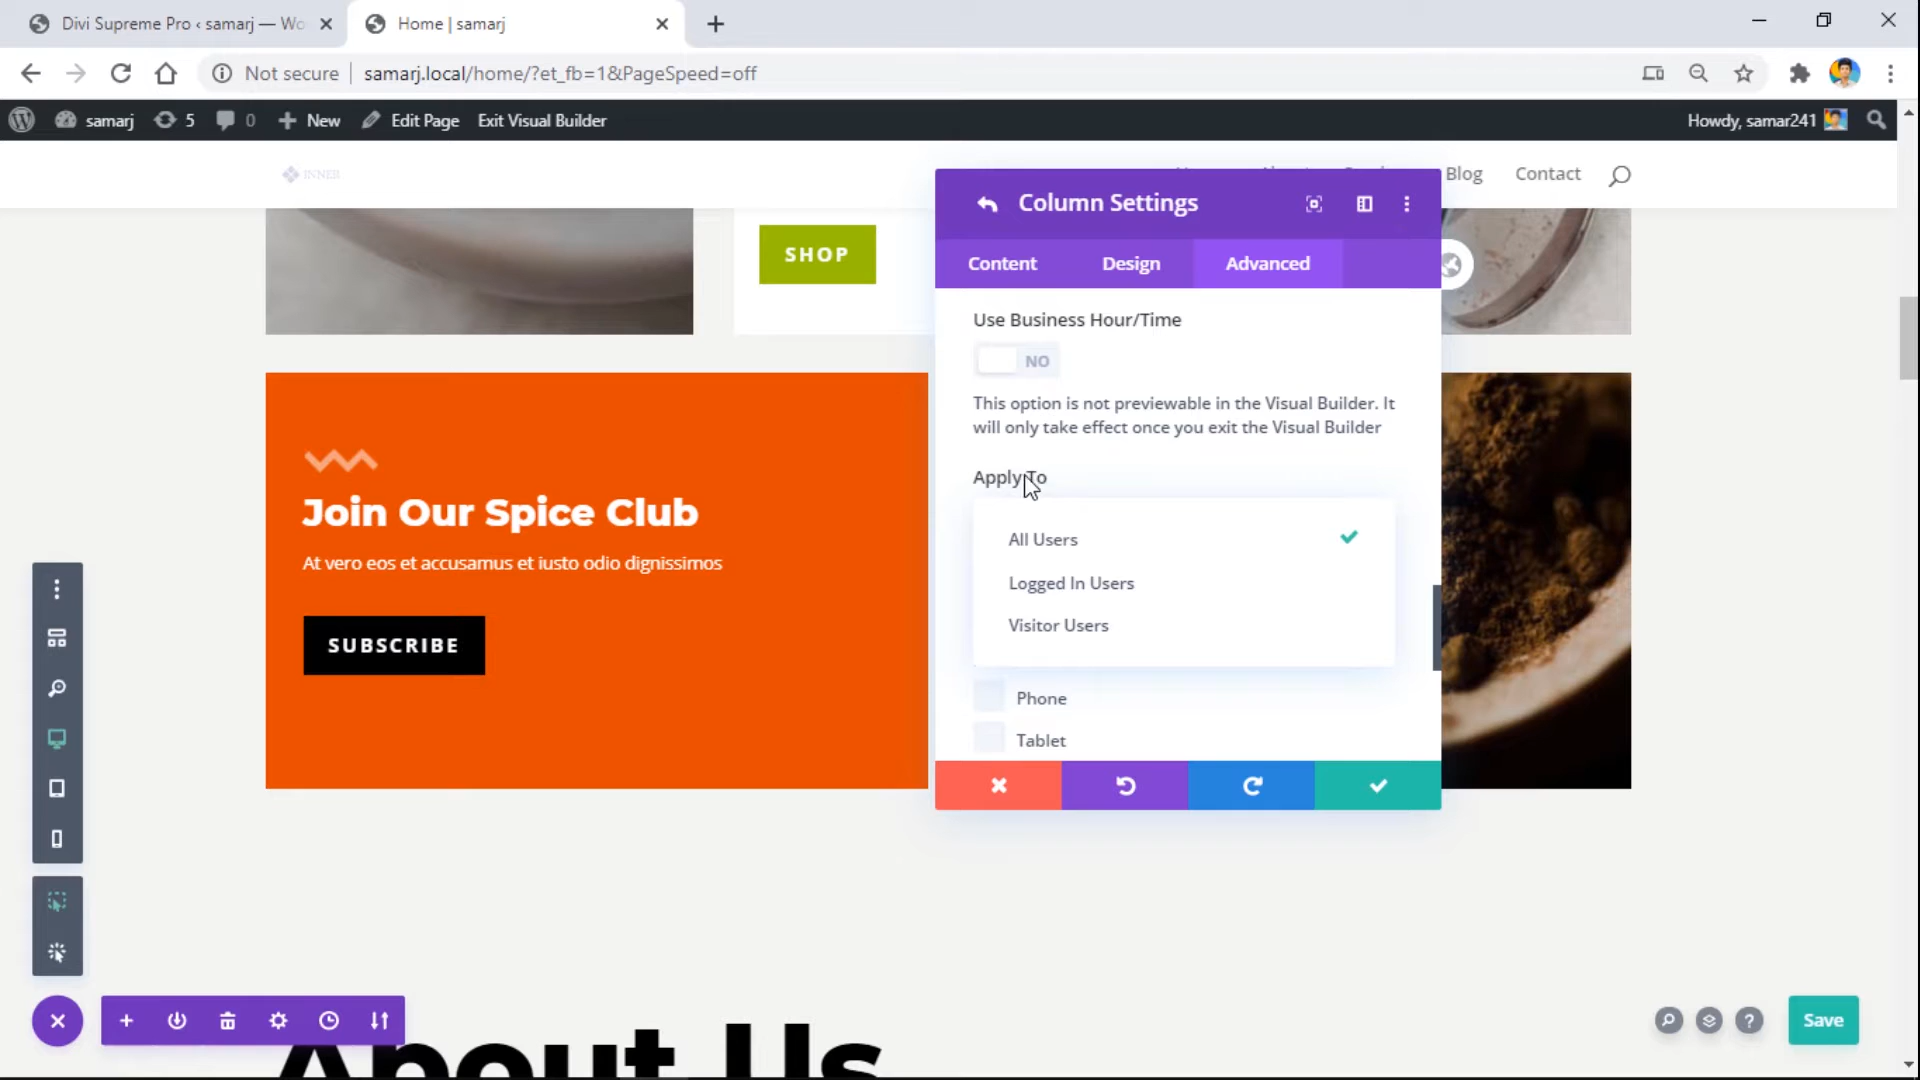 Divi Supreme Pro ‹ samarj — Wo
Home | samarj
Not secure
samarj.local/home/?et_fb=1&PageSpeed=off
samarj
5
0
New
Edit Page
Exit Visual Builder
Howdy, samar241
INNER
Blog
Contact
SHOP
Column Settings
Content
Design
Advanced
Use Business Hour/Time
NO
This option is not previewable in the Visual Builder. It
will only take effect once you exit the Visual Builder
Apply To
All Users
Logged In Users
Visitor Users
Phone
Tablet
Join Our Spice Club
At vero eos et accusamus et iusto odio dignissimos
SUBSCRIBE
About Us
Save